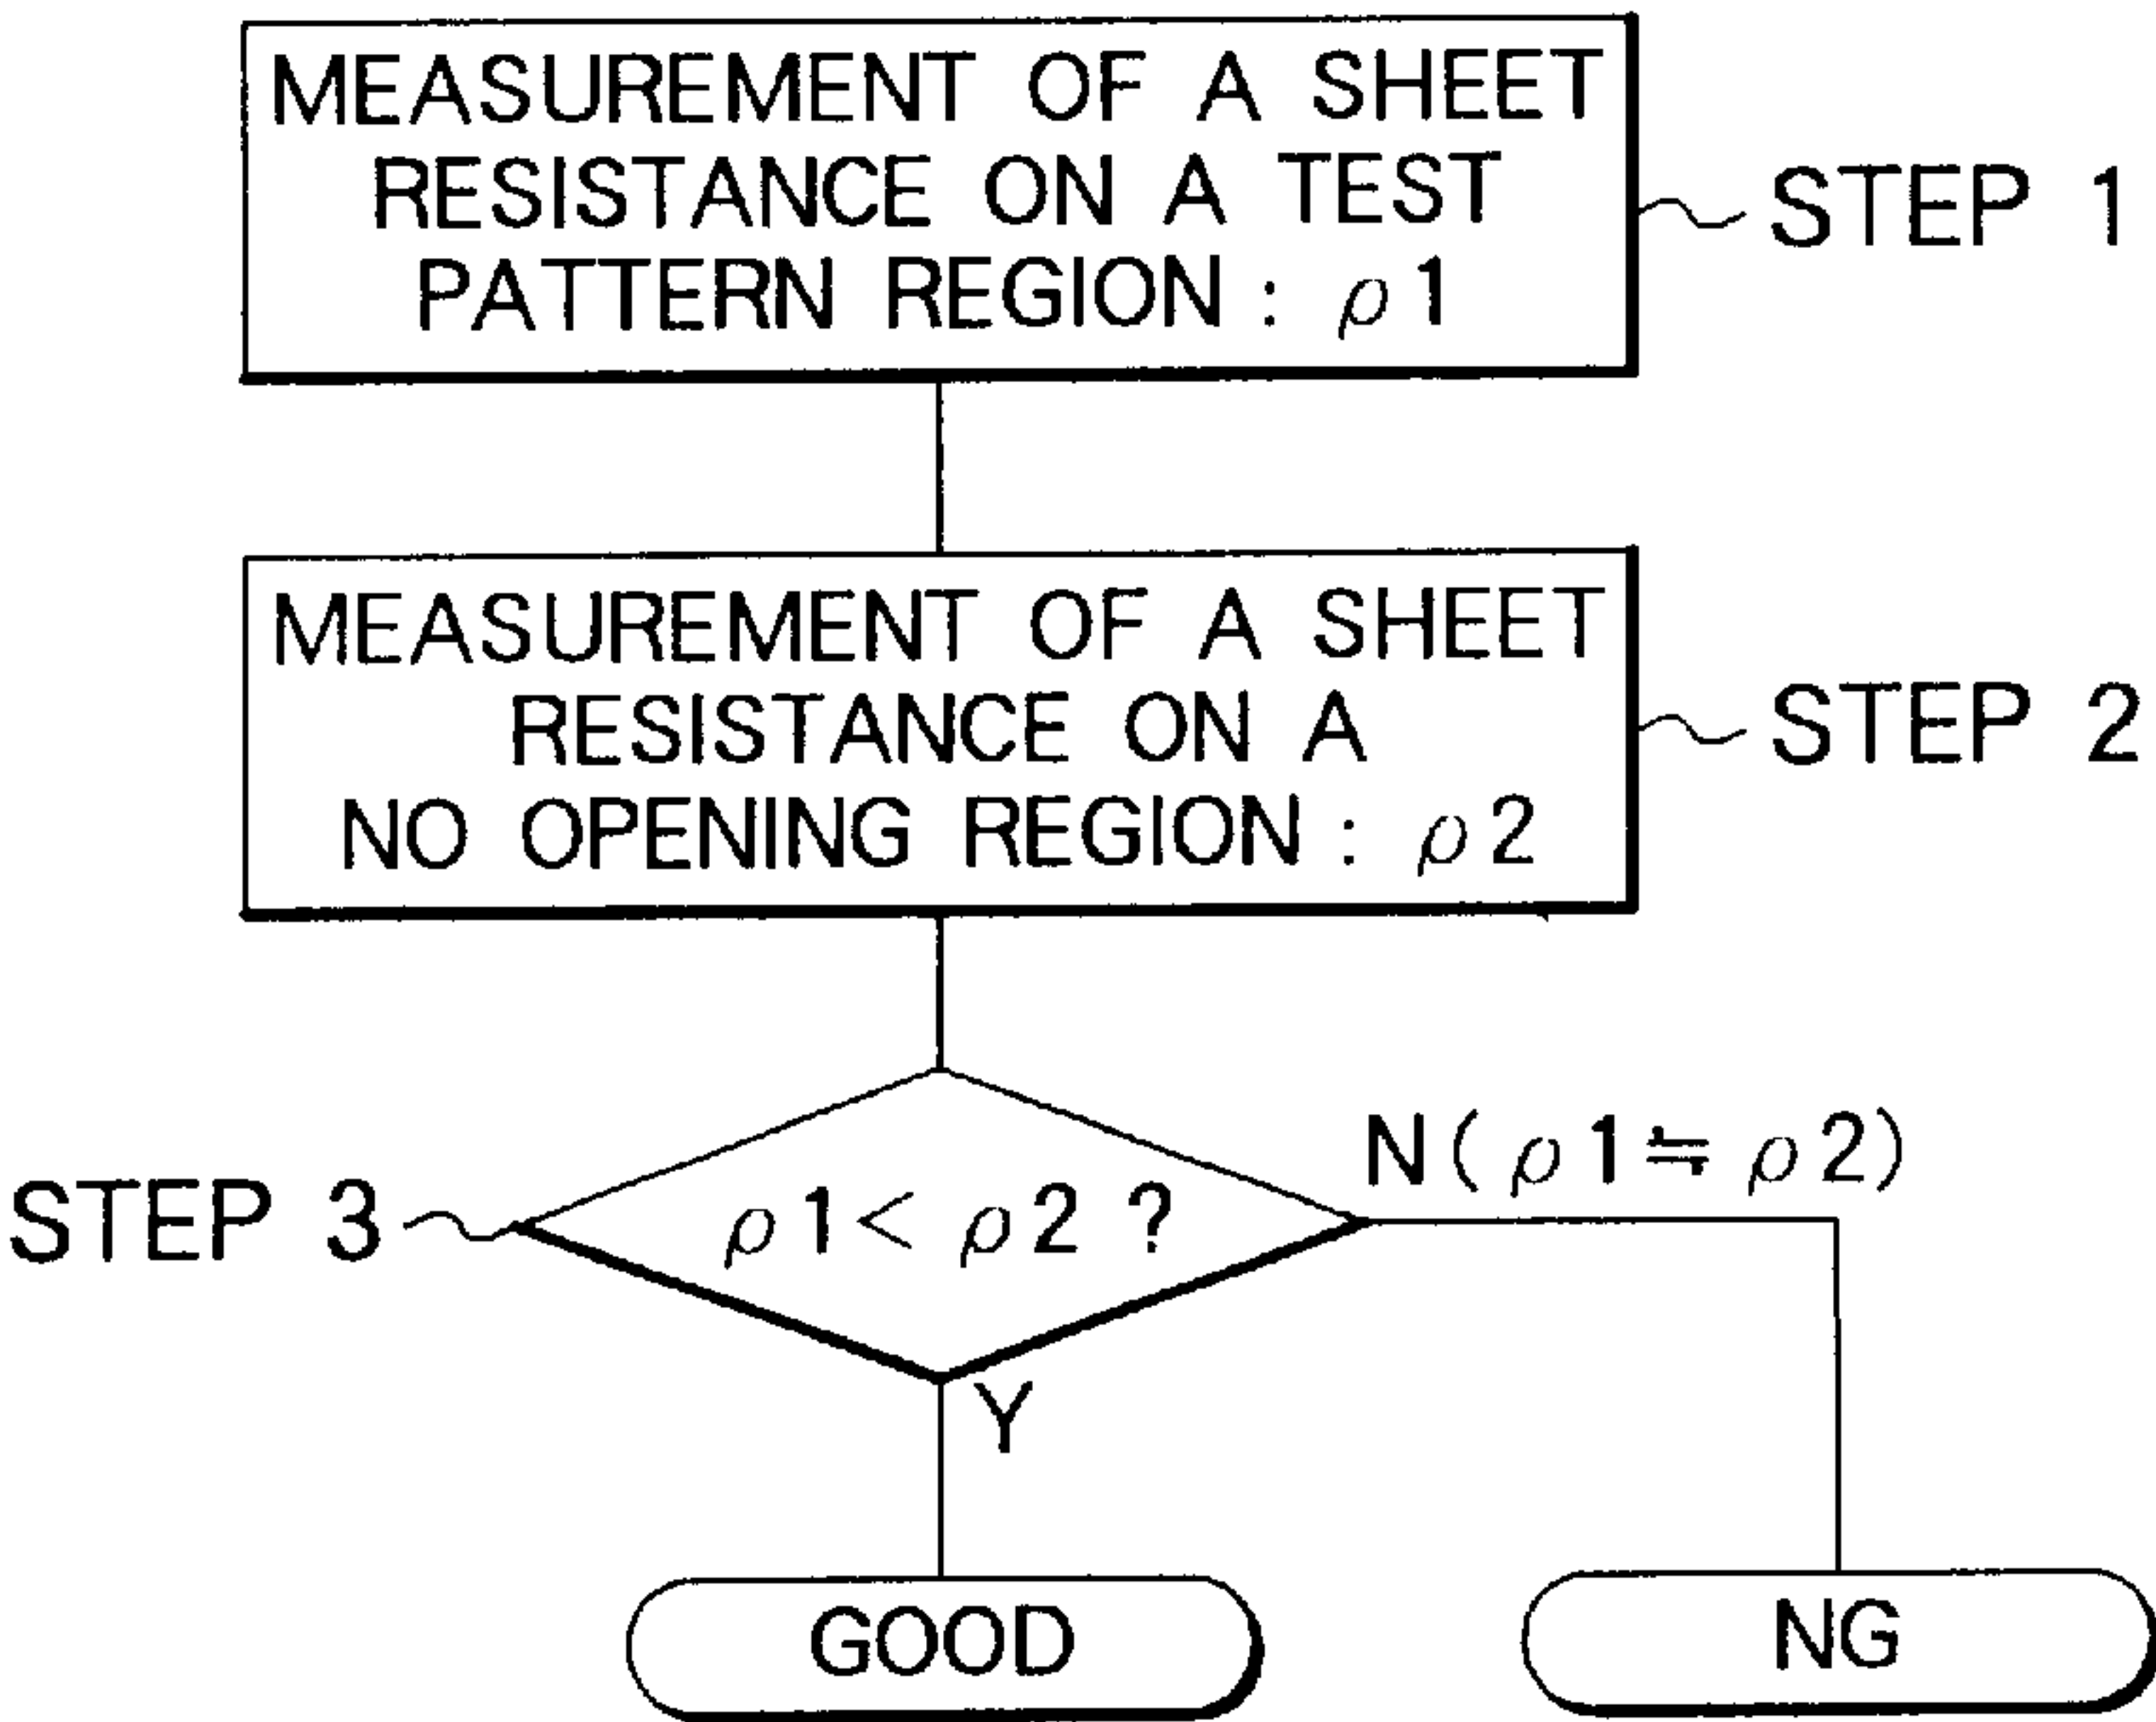 MEASUREMENT OF A SHEET
RESISTANCE ON A TEST
PATTERN REGION : ρ1
STEP 1
MEASUREMENT OF A SHEET
RESISTANCE ON A
NO OPENING REGION : ρ2
STEP 2
N(ρ1≒ρ2)
STEP 3
ρ1< ρ2 ?
Y
GOOD
NG